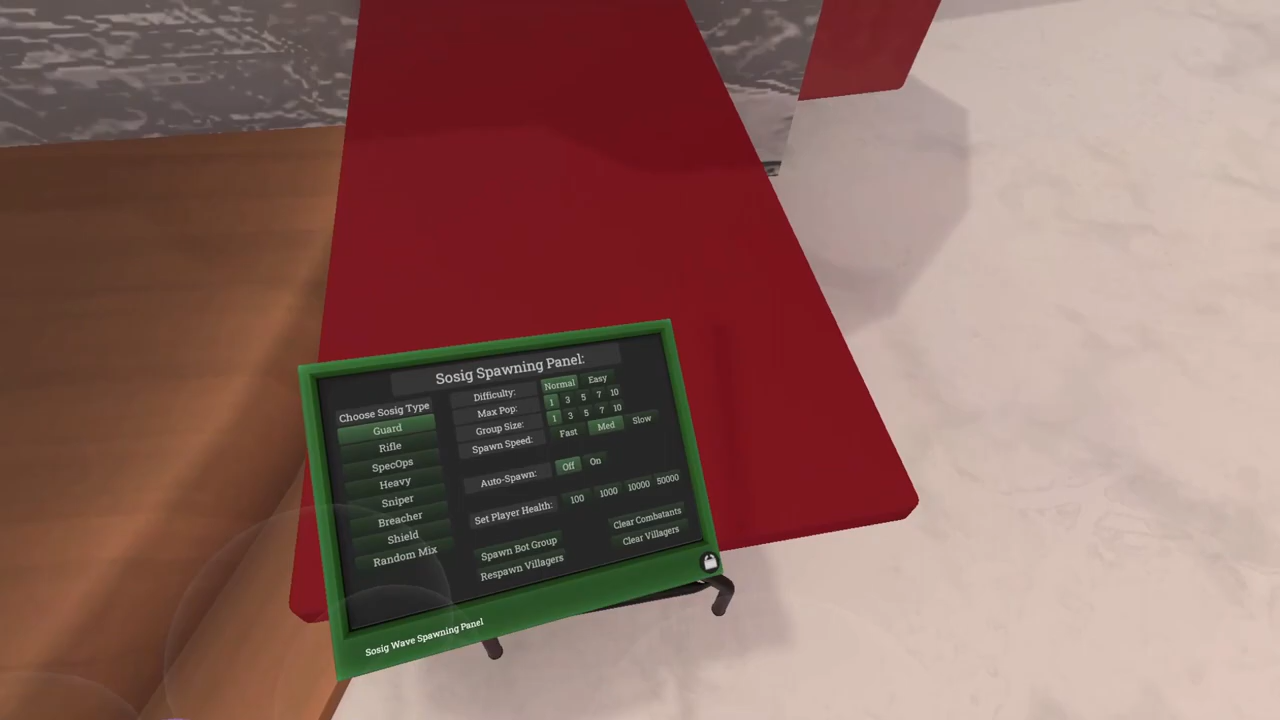 Sosig Spawning Panel:
Choose Sosig Type
Guard
Rifle
SpecOps
Heavy
Sniper
Breacher
Shield
Random Mix
Difficulty: Normal Easy
Max Pop: 1 3 5 7 10
Group Size: 1 3 5 7 10
Spawn Speed: Fast Med Slow
Auto-Spawn: Off On
Set Player Health: 100 1000 10000 50000
Spawn Bot Group
Respawn Villagers
Clear Combatants
Clear Villagers
Sosig Wave Spawning Panel